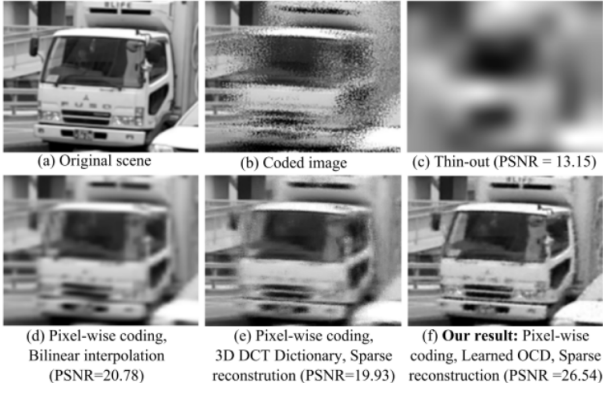 ELIFE
FUSO
(a) Original scene
(b) Coded image
(c) Thin-out (PSNR = 13.15)
(d) Pixel-wise coding,
Bilinear interpolation
(PSNR=20.78)
(e) Pixel-wise coding,
3D DCT Dictionary, Sparse
reconstrution (PSNR=19.93)
(f) Our result: Pixel-wise
coding, Learned OCD, Sparse
reconstruction (PSNR =26.54)